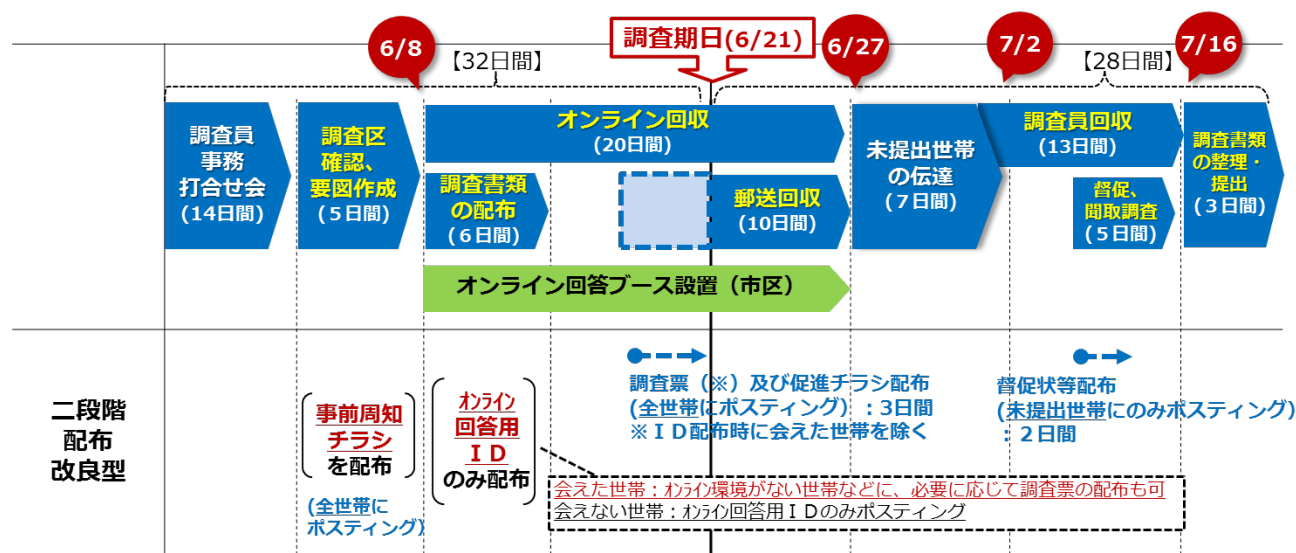 6/8
調査期日(6/21)
6/27
7/2
7/16
【32日間】
【28日間】
調査員
事務
打合せ会
(14日間)
調査区
確認、
要図作成
(５日間)
オンライン回収
(20日間)
調査書類
の配布
(６日間)
郵送回収
(10日間)
未提出世帯
の伝達
(７日間)
調査員回収
(13日間)
督促、
聞取調査
(５日間)
調査書類
の整理・
提出
(３日間)
オンライン回答ブース設置（市区）
二段階
配布
改良型
事前周知
チラシ
を配布
(全世帯に
ポスティング)
ｵﾝﾗｲﾝ
回答用
ＩＤ
のみ配布
調査票（※）及び促進チラシ配布
(全世帯にポスティング）：3日間
※ＩＤ配布時に会えた世帯を除く
督促状等配布
(未提出世帯にのみポスティング)
：２日間
会えた世帯：ｵﾝﾗｲﾝ環境がない世帯などに、必要に応じて調査票の配布も可
会えない世帯：ｵﾝﾗｲﾝ回答用ＩＤのみポスティング